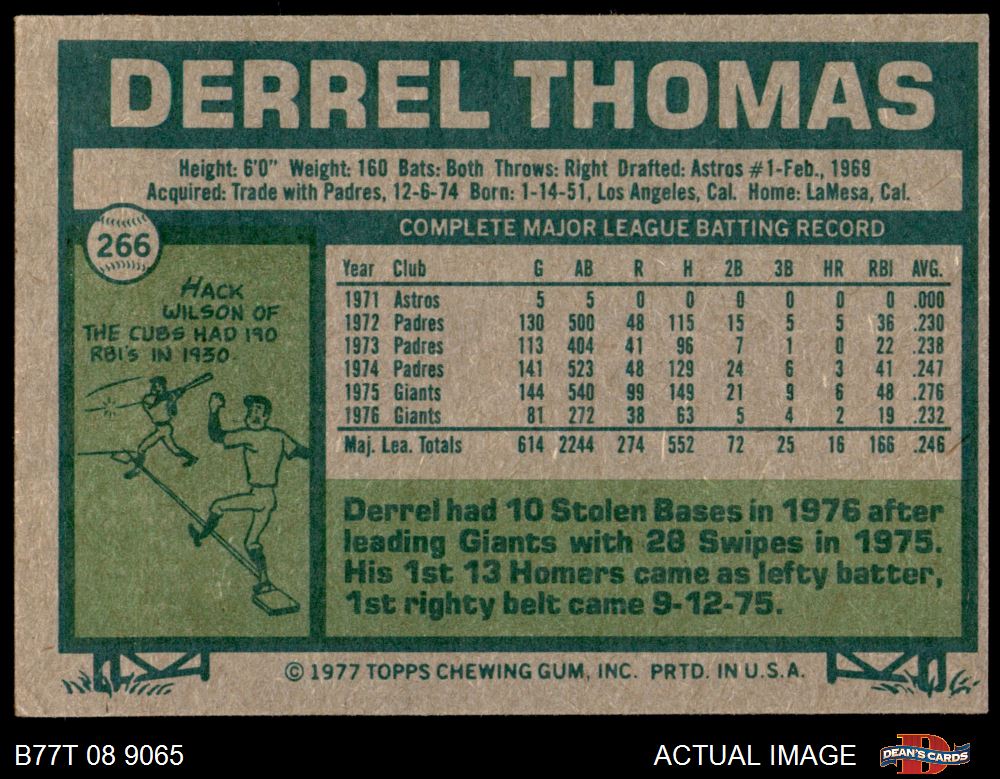 DERREL THOMAS
Height: 6'0" Weight: 160 Bats: Both Throws: Right Drafted: Astros #1-Feb., 1969
Acquired: Trade with Padres, 12-6-74 Born: 1-14-51, Los Angeles, Cal. Home: LaMesa, Cal.
266
HACK
WILSON OF
THE CUBS HAD 190
RBI's IN 1930.
COMPLETE MAJOR LEAGUE BATTING RECORD
Year Club G AB R H 2B 3B HR RBI AVG.
1971 Astros 5 5 0 0 0 0 0 0 .000
1972 Padres 130 500 48 115 15 5 5 36 .230
1973 Padres 113 404 41 96 7 1 0 22 .238
1974 Padres 141 523 48 129 24 6 3 41 .247
1975 Giants 144 540 99 149 21 9 6 48 .276
1976 Giants 81 272 38 63 5 4 2 19 .232
Maj. Lea. Totals 614 2244 274 552 72 25 16 166 .246
Derrel had 10 Stolen Bases in 1976 after
leading Giants with 28 Swipes in 1975.
His 1st 13 Homers came as lefty batter,
1st righty belt came 9-12-75.
© 1977 TOPPS CHEWING GUM, INC. PRTD. IN U.S.A.
B77T 08 9065
ACTUAL IMAGE
D
DEAN'S CARDS